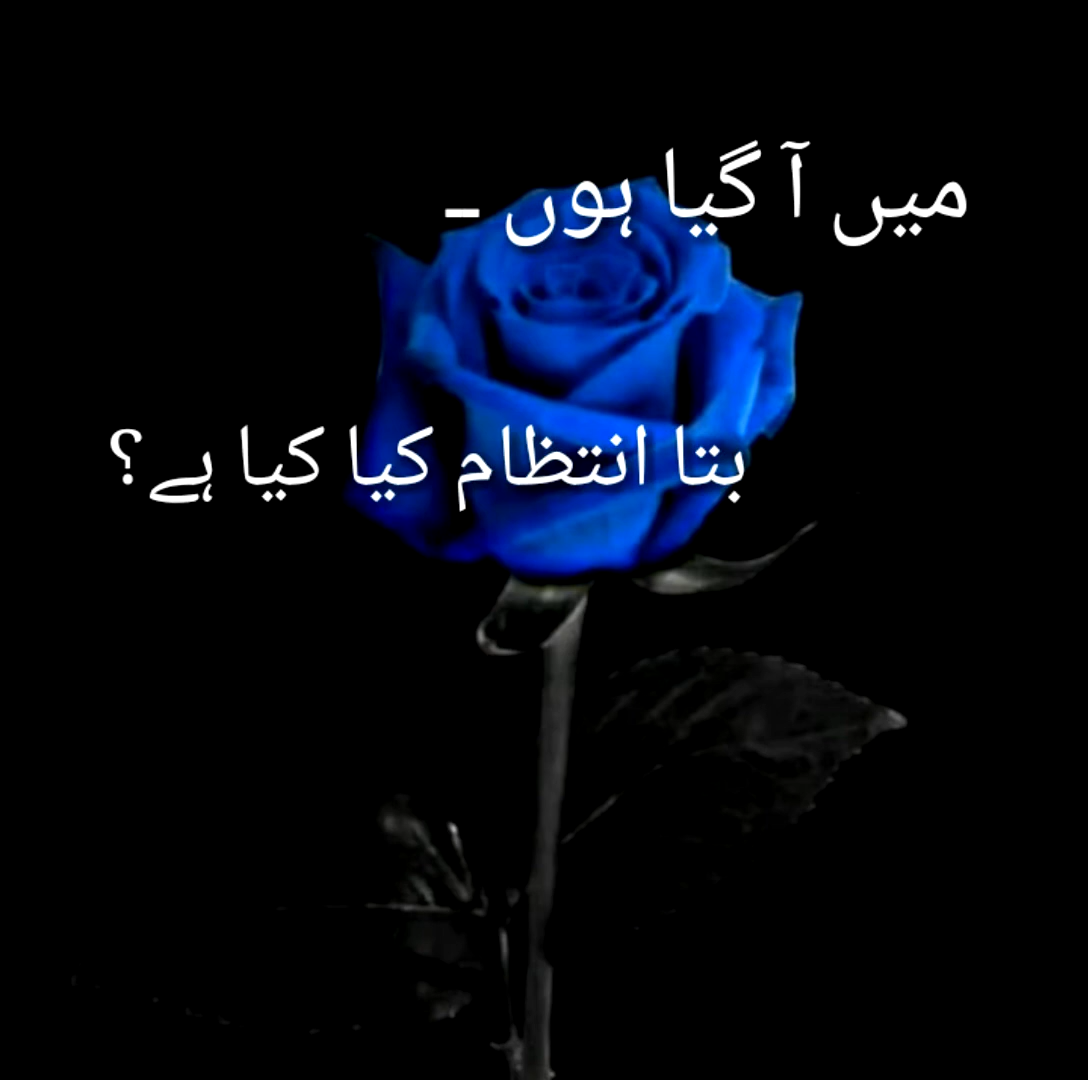 میں آ گیا ہوں ۔
بتا انتظام کیا کیا ہے؟